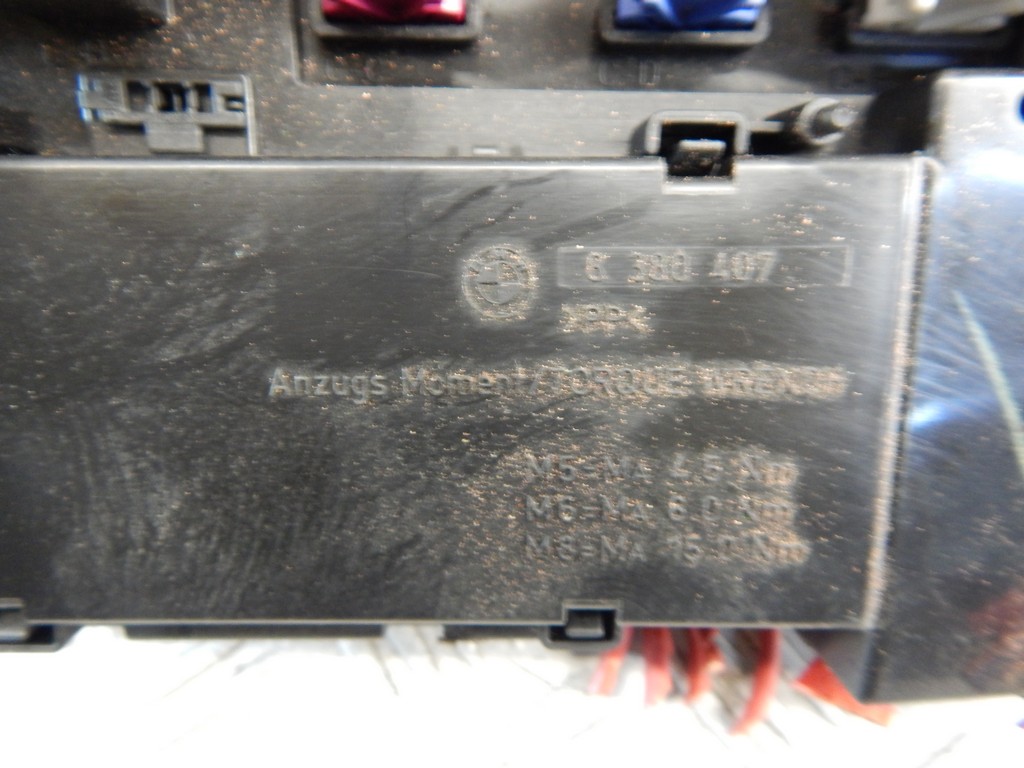 6 380 407
>PP<
Anzugs Moment/TORQUE
M5=MA 4.5 Nm
M6=MA 6.0 Nm
M8=MA 15.0 Nm